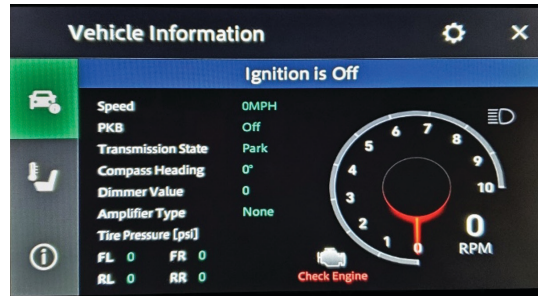 Vehicle Information
Ignition is Off
Speed 0MPH
PKB Off
Transmission State Park
Compass Heading 0°
Dimmer Value 0
Amplifier Type None
Tire Pressure [psi]
FL 0 FR 0
RL 0 RR 0
0
1
2
3
4
5
6
7
8
9
10
0
RPM
Check Engine